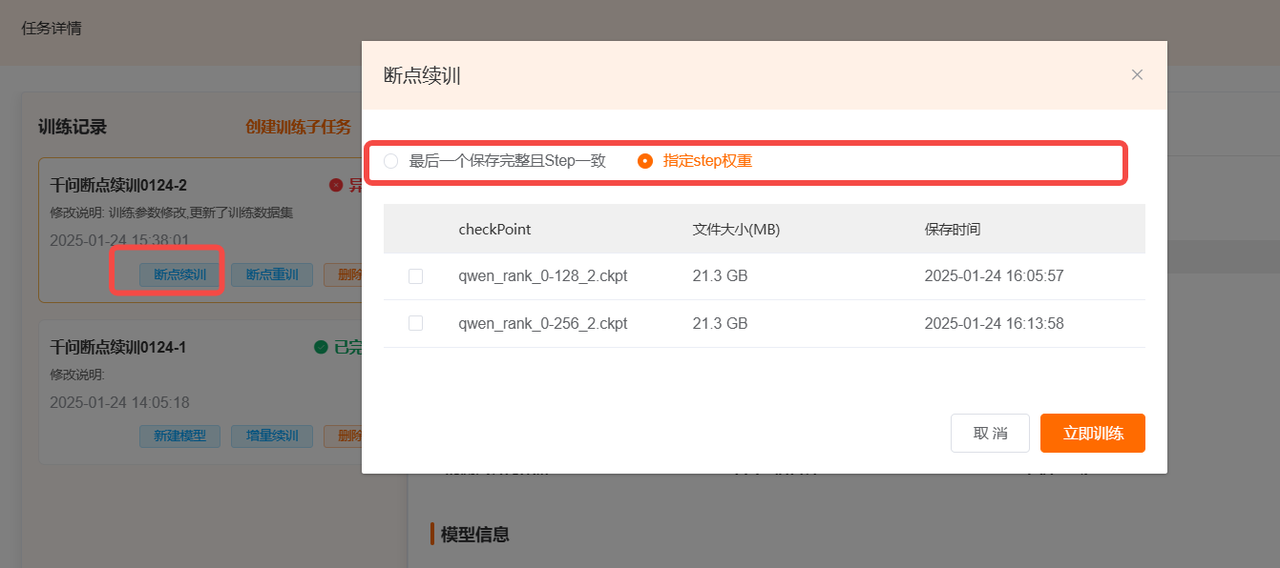 任务详情
断点续训
训练记录
创建训练子任务
最后一个保存完整且Step一致
指定step权重
千问断点续训0124-2
修改说明: 训练参数修改,更新了训练数据集
2025-01-24 15:38:01
断点续训
断点重训
删除
checkPoint
文件大小(MB)
保存时间
qwen_rank_0-128_2.ckpt
21.3 GB
2025-01-24 16:05:57
qwen_rank_0-256_2.ckpt
21.3 GB
2025-01-24 16:13:58
千问断点续训0124-1
已完
修改说明:
2025-01-24 14:05:18
新建模型
增量续训
删除
取 消
立即训练
模型信息